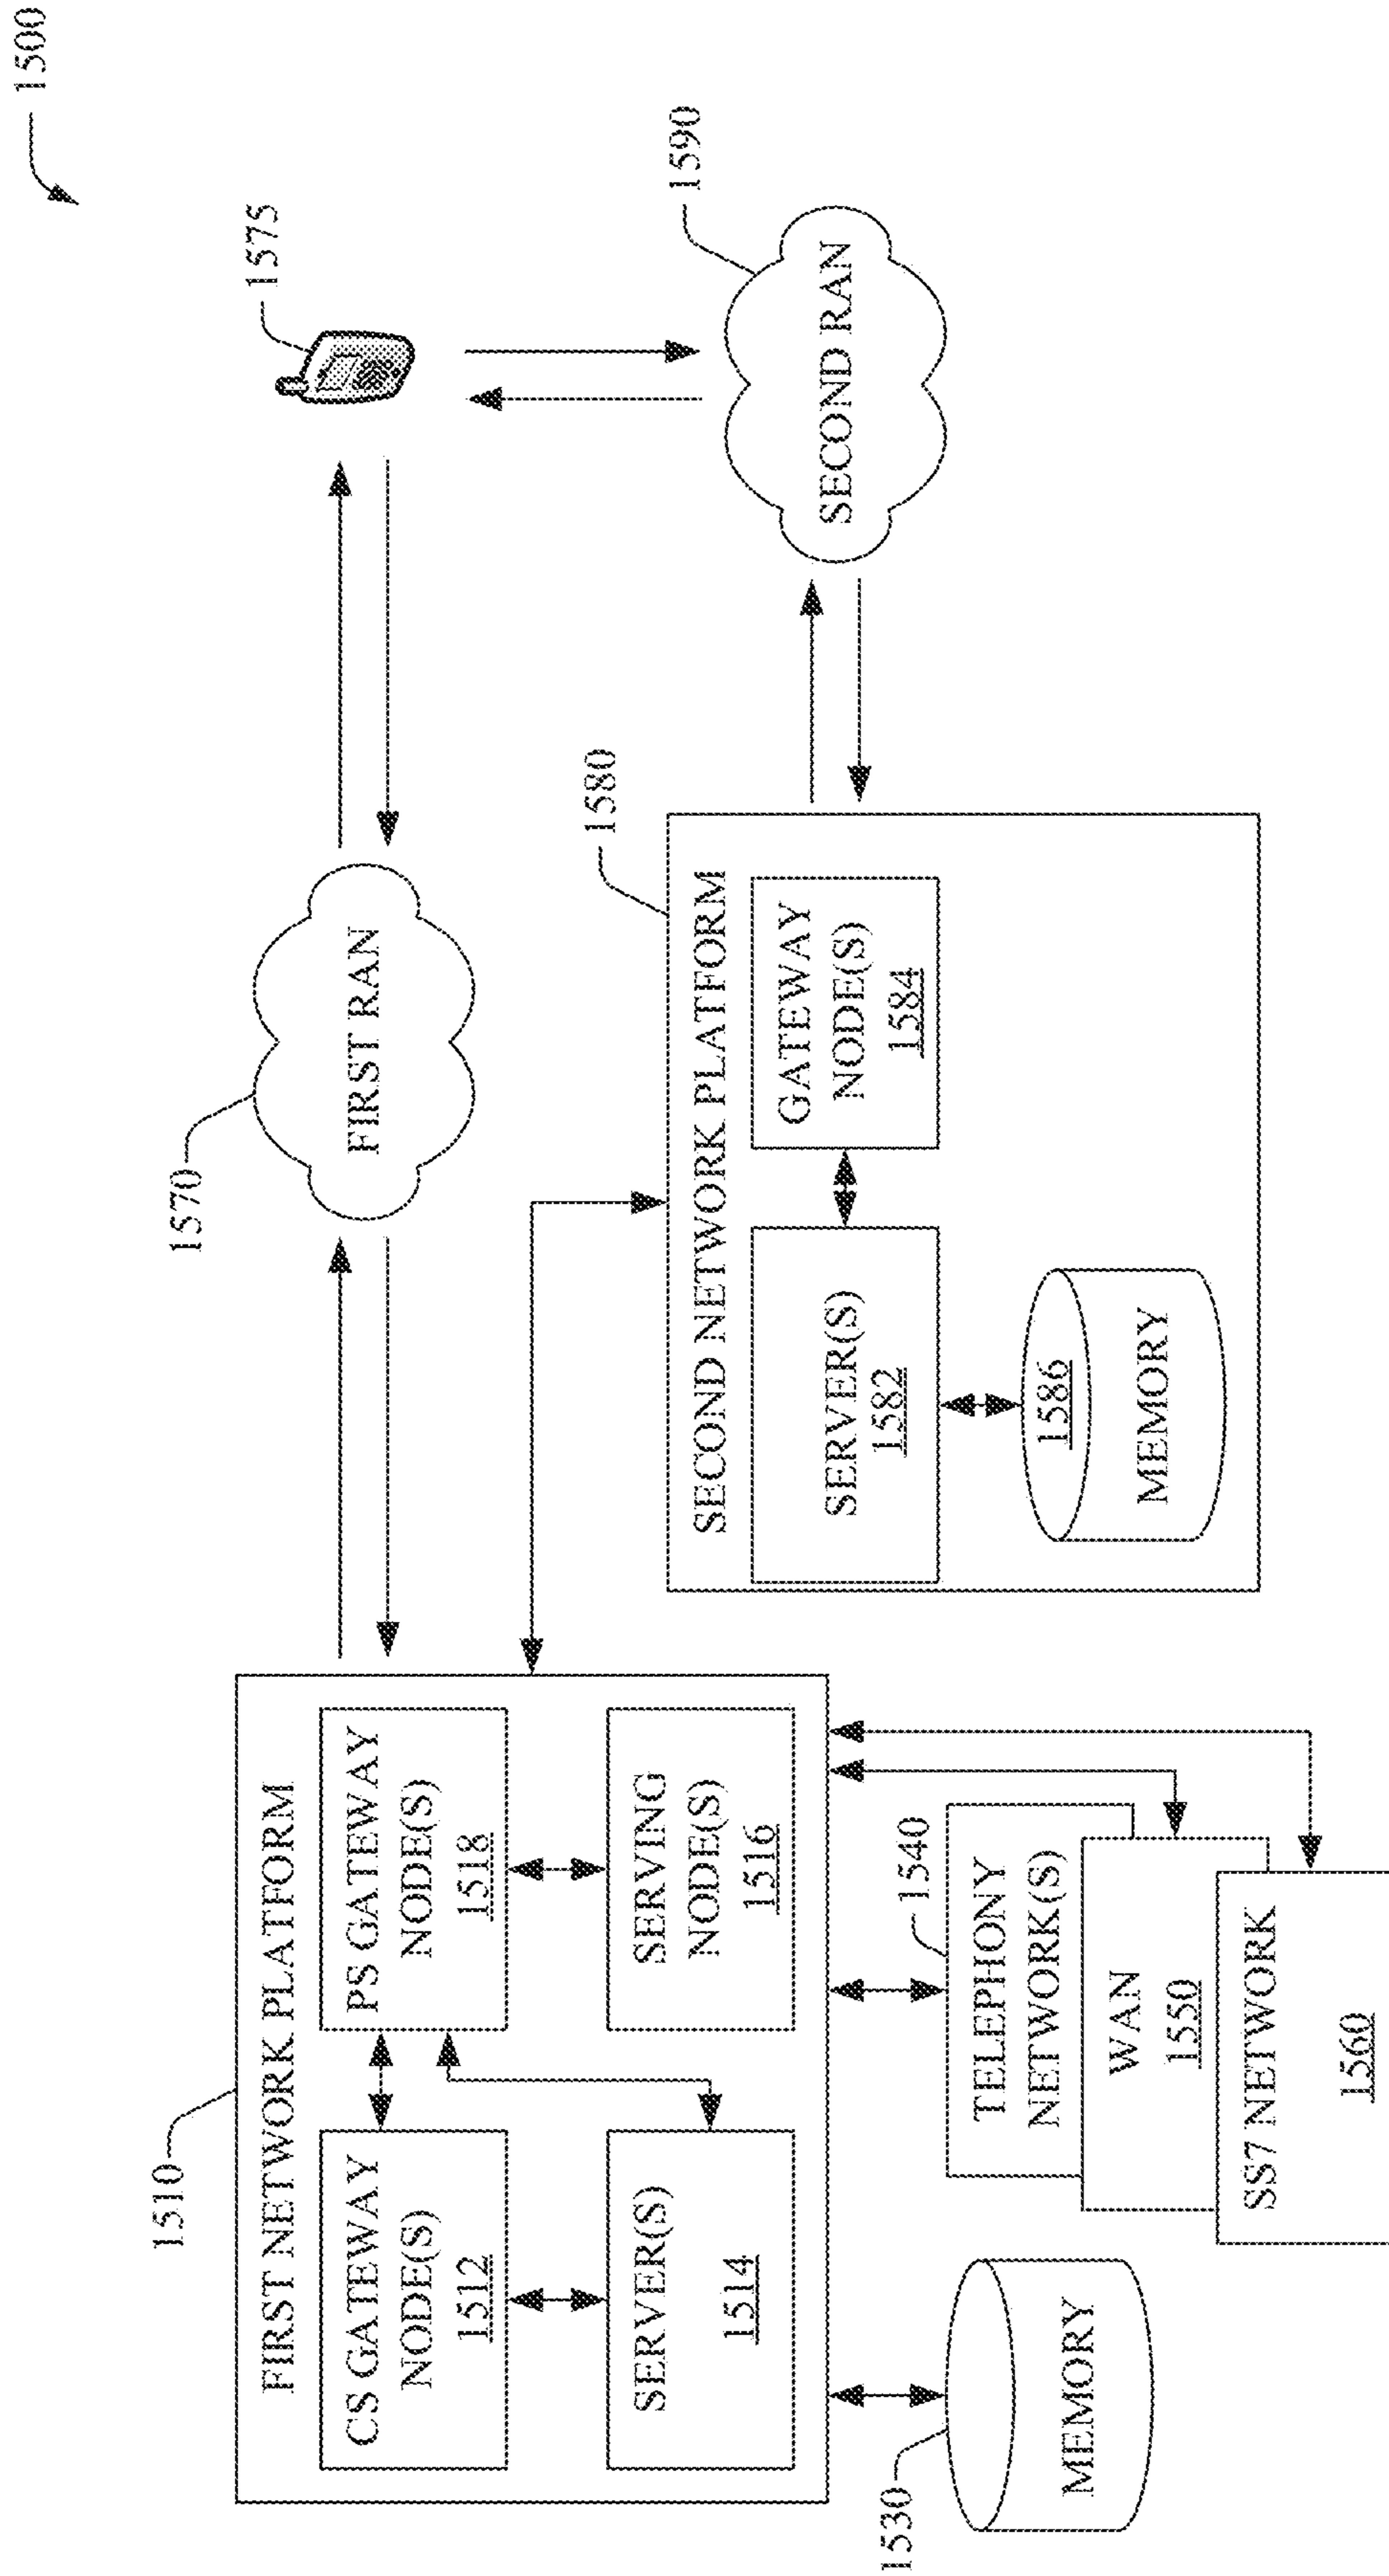 1500
1510
FIRST NETWORK PLATFORM
CS GATEWAY
NODE(S)
1512
PS GATEWAY
NODE(S)
1518
SERVER(S)
1514
SERVING
NODE(S)
1516
1530
MEMORY
1540
TELEPHONY
NETWORK(S)
WAN
1550
SS7 NETWORK
1560
1570
FIRST RAN
1575
1580
SECOND NETWORK PLATFORM
SERVER(S)
1582
GATEWAY
NODE(S)
1584
1586
MEMORY
1590
SECOND RAN